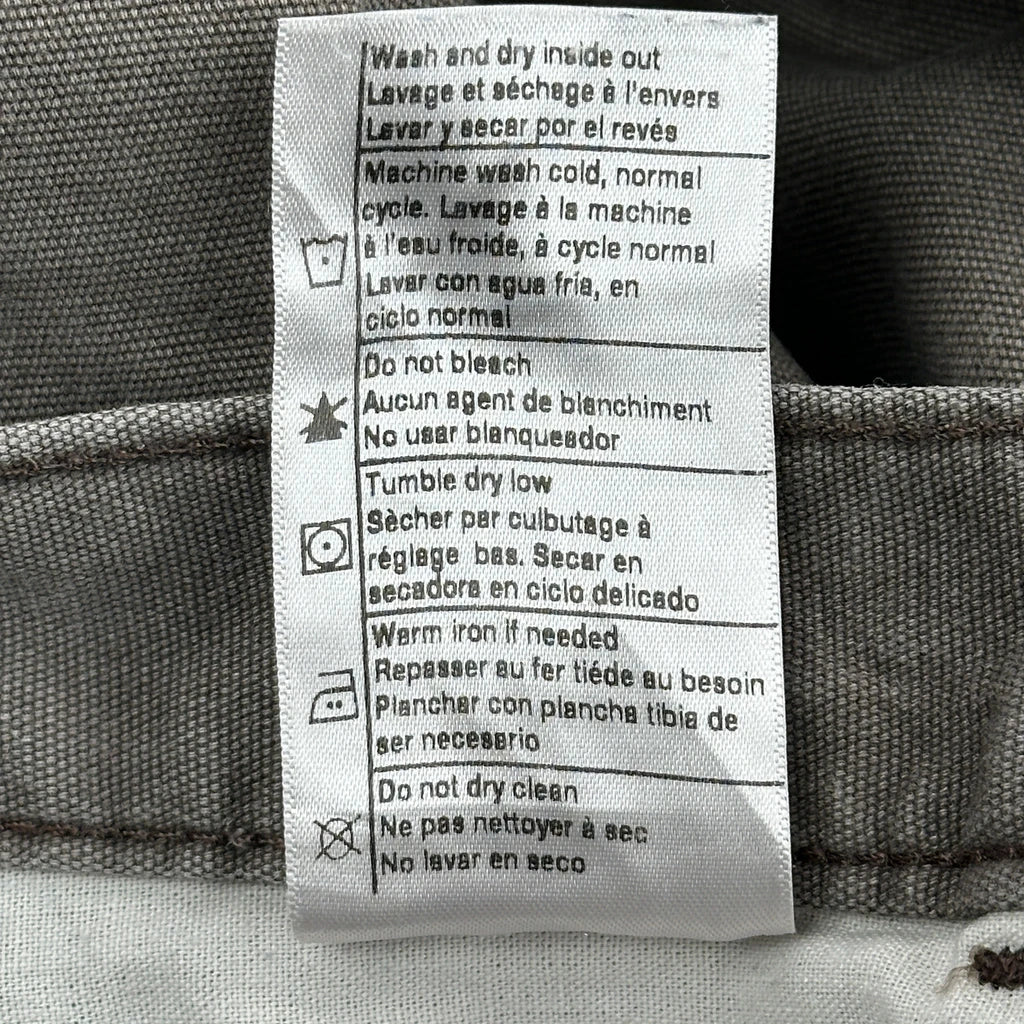 Wash and dry inside out
Lavage et séchage à l'envers
Lavar y secar por el revés
Machine wash cold, normal
cycle. Lavage à la machine
à l'eau froide, à cycle normal
Lavar con agua fría, en
ciclo normal
Do not bleach
Aucun agent de blanchiment
No usar blanqueador
Tumble dry low
Sècher par culbutage à
réglage bas. Secar en
secadora en ciclo delicado
Warm iron if needed
Repasser au fer tiéde au besoin
Planchar con plancha tibia de
ser necesario
Do not dry clean
Ne pas nettoyer à sec
No lavar en seco